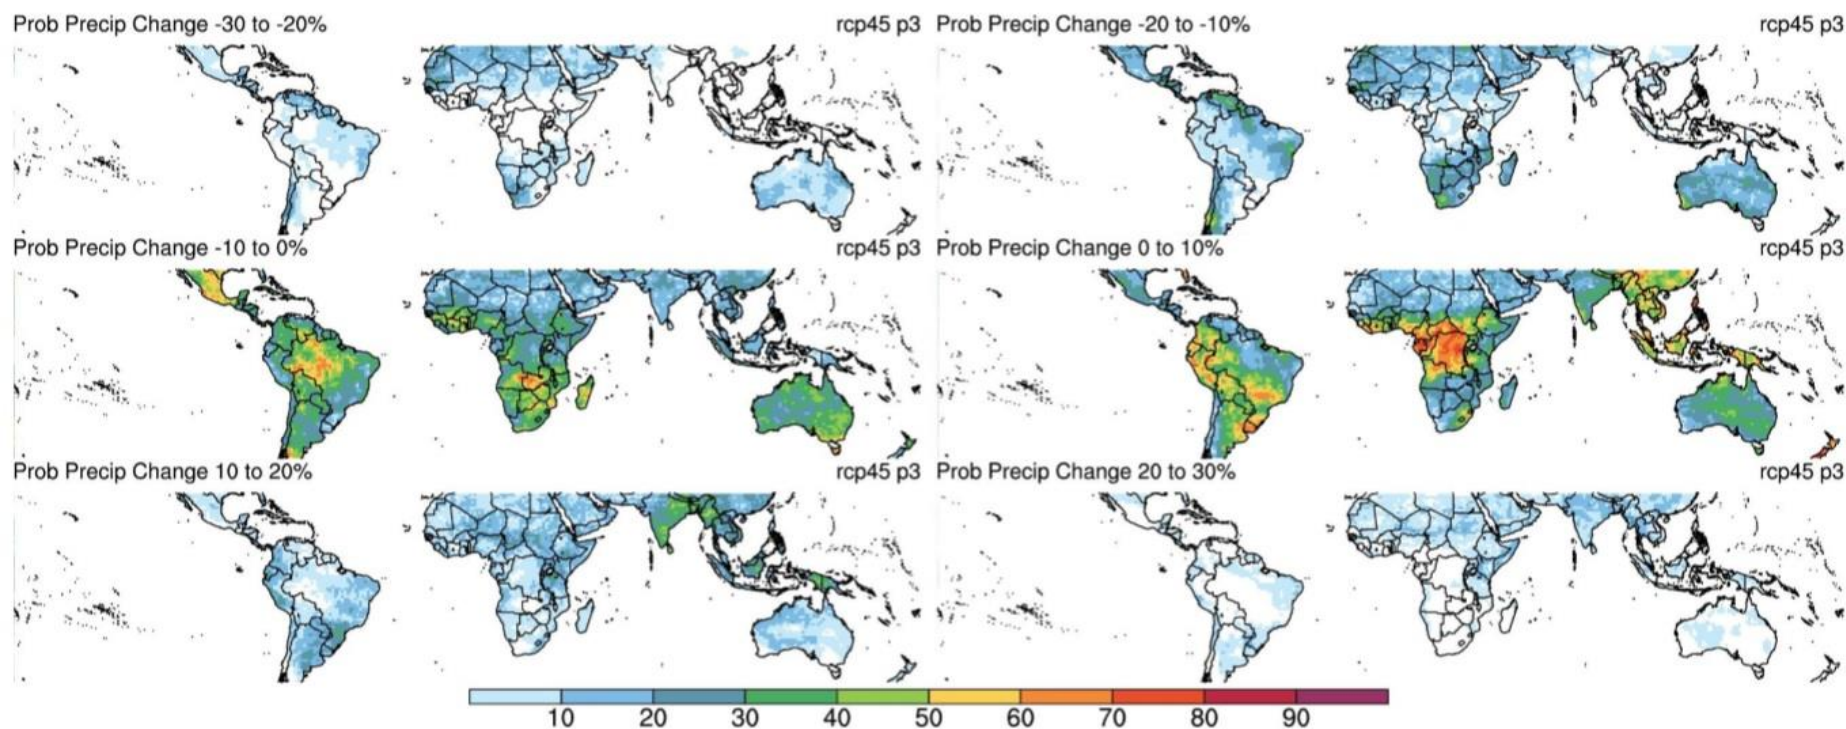 Prob Precip Change -30 to -20% rcp45 p3 Prob Precip Change -20 to -10% rcp45 p3
Prob Precip Change -10 to 0% rcp45 p3 Prob Precip Change 0 to 10% rcp45 p3
Prob Precip Change 10 to 20% rcp45 p3 Prob Precip Change 20 to 30% rcp45 p3
10 20 30 40 50 60 70 80 90